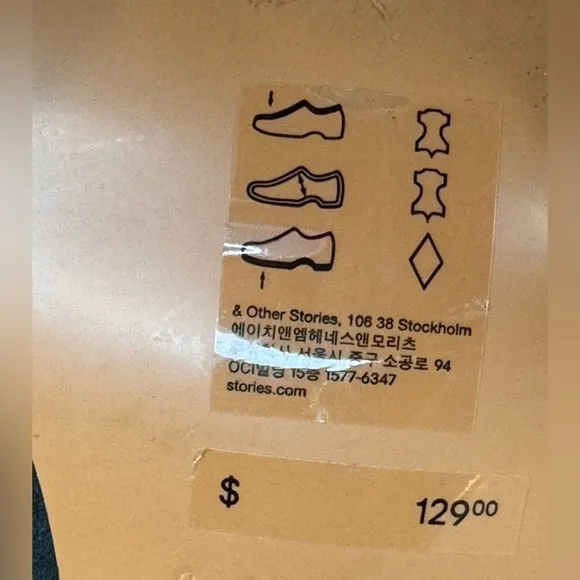 & Other Stories, 106 38 Stockholm
에이치앤엠헤네스앤모리츠
서울시 중구 소공로 94
OCI빌딩 15층 1577-6347
stories.com
$ 129⁰⁰